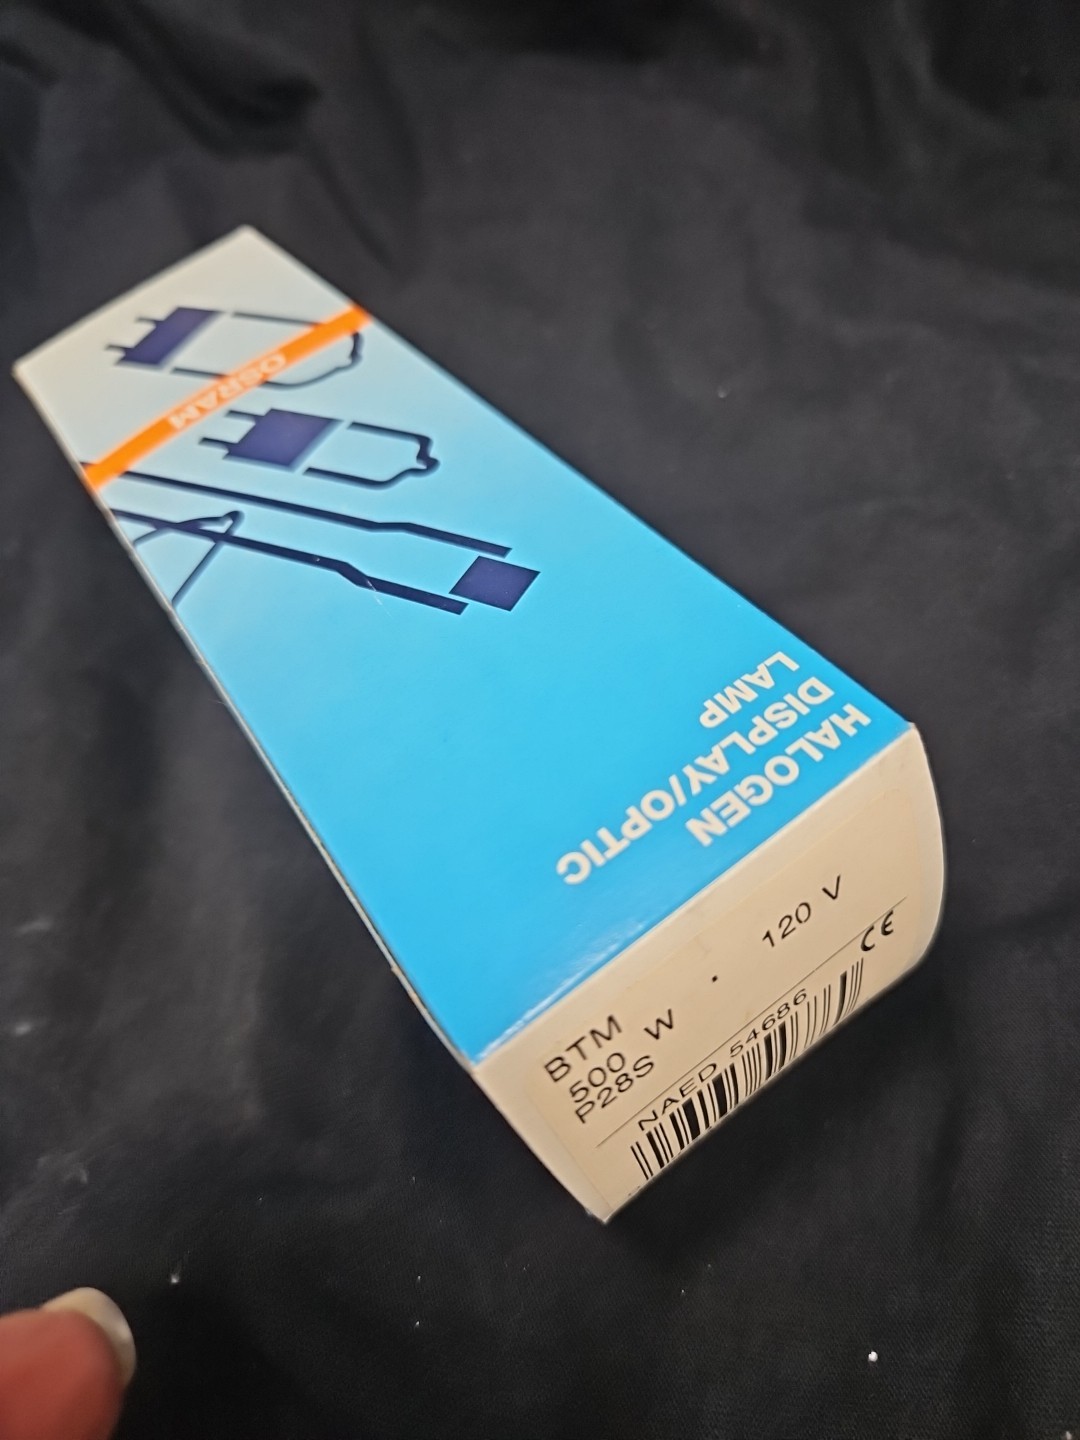 OSRAM
HALOGEN
DISPLAY/OPTIC
LAMP
BTM
500 W . 120 V
P28S
CE
NAED 54686